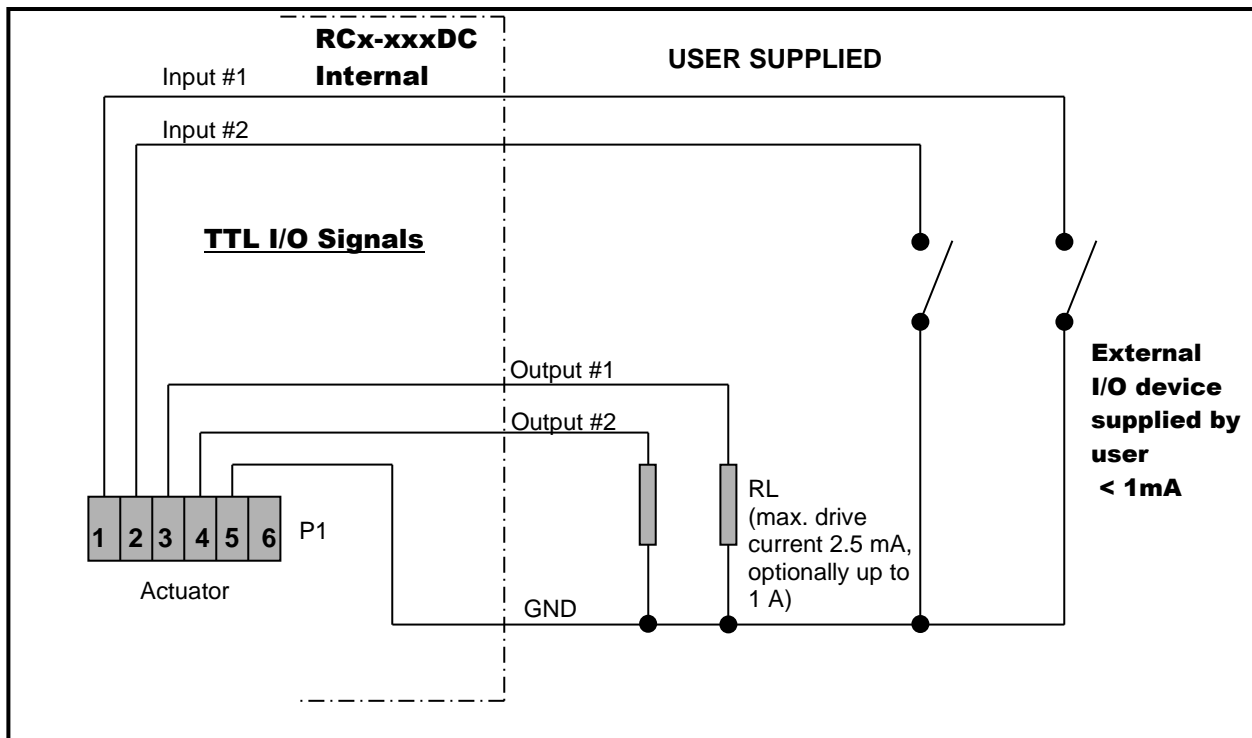 RCx-xxxDC
Internal
USER SUPPLIED
Input #1
Input #2
TTL I/O Signals
Output #1
Output #2
External
I/O device
supplied by
user
< 1mA
RL
(max. drive
current 2.5 mA,
optionally up to
1 A)
1 2 3 4 5 6
P1
Actuator
GND